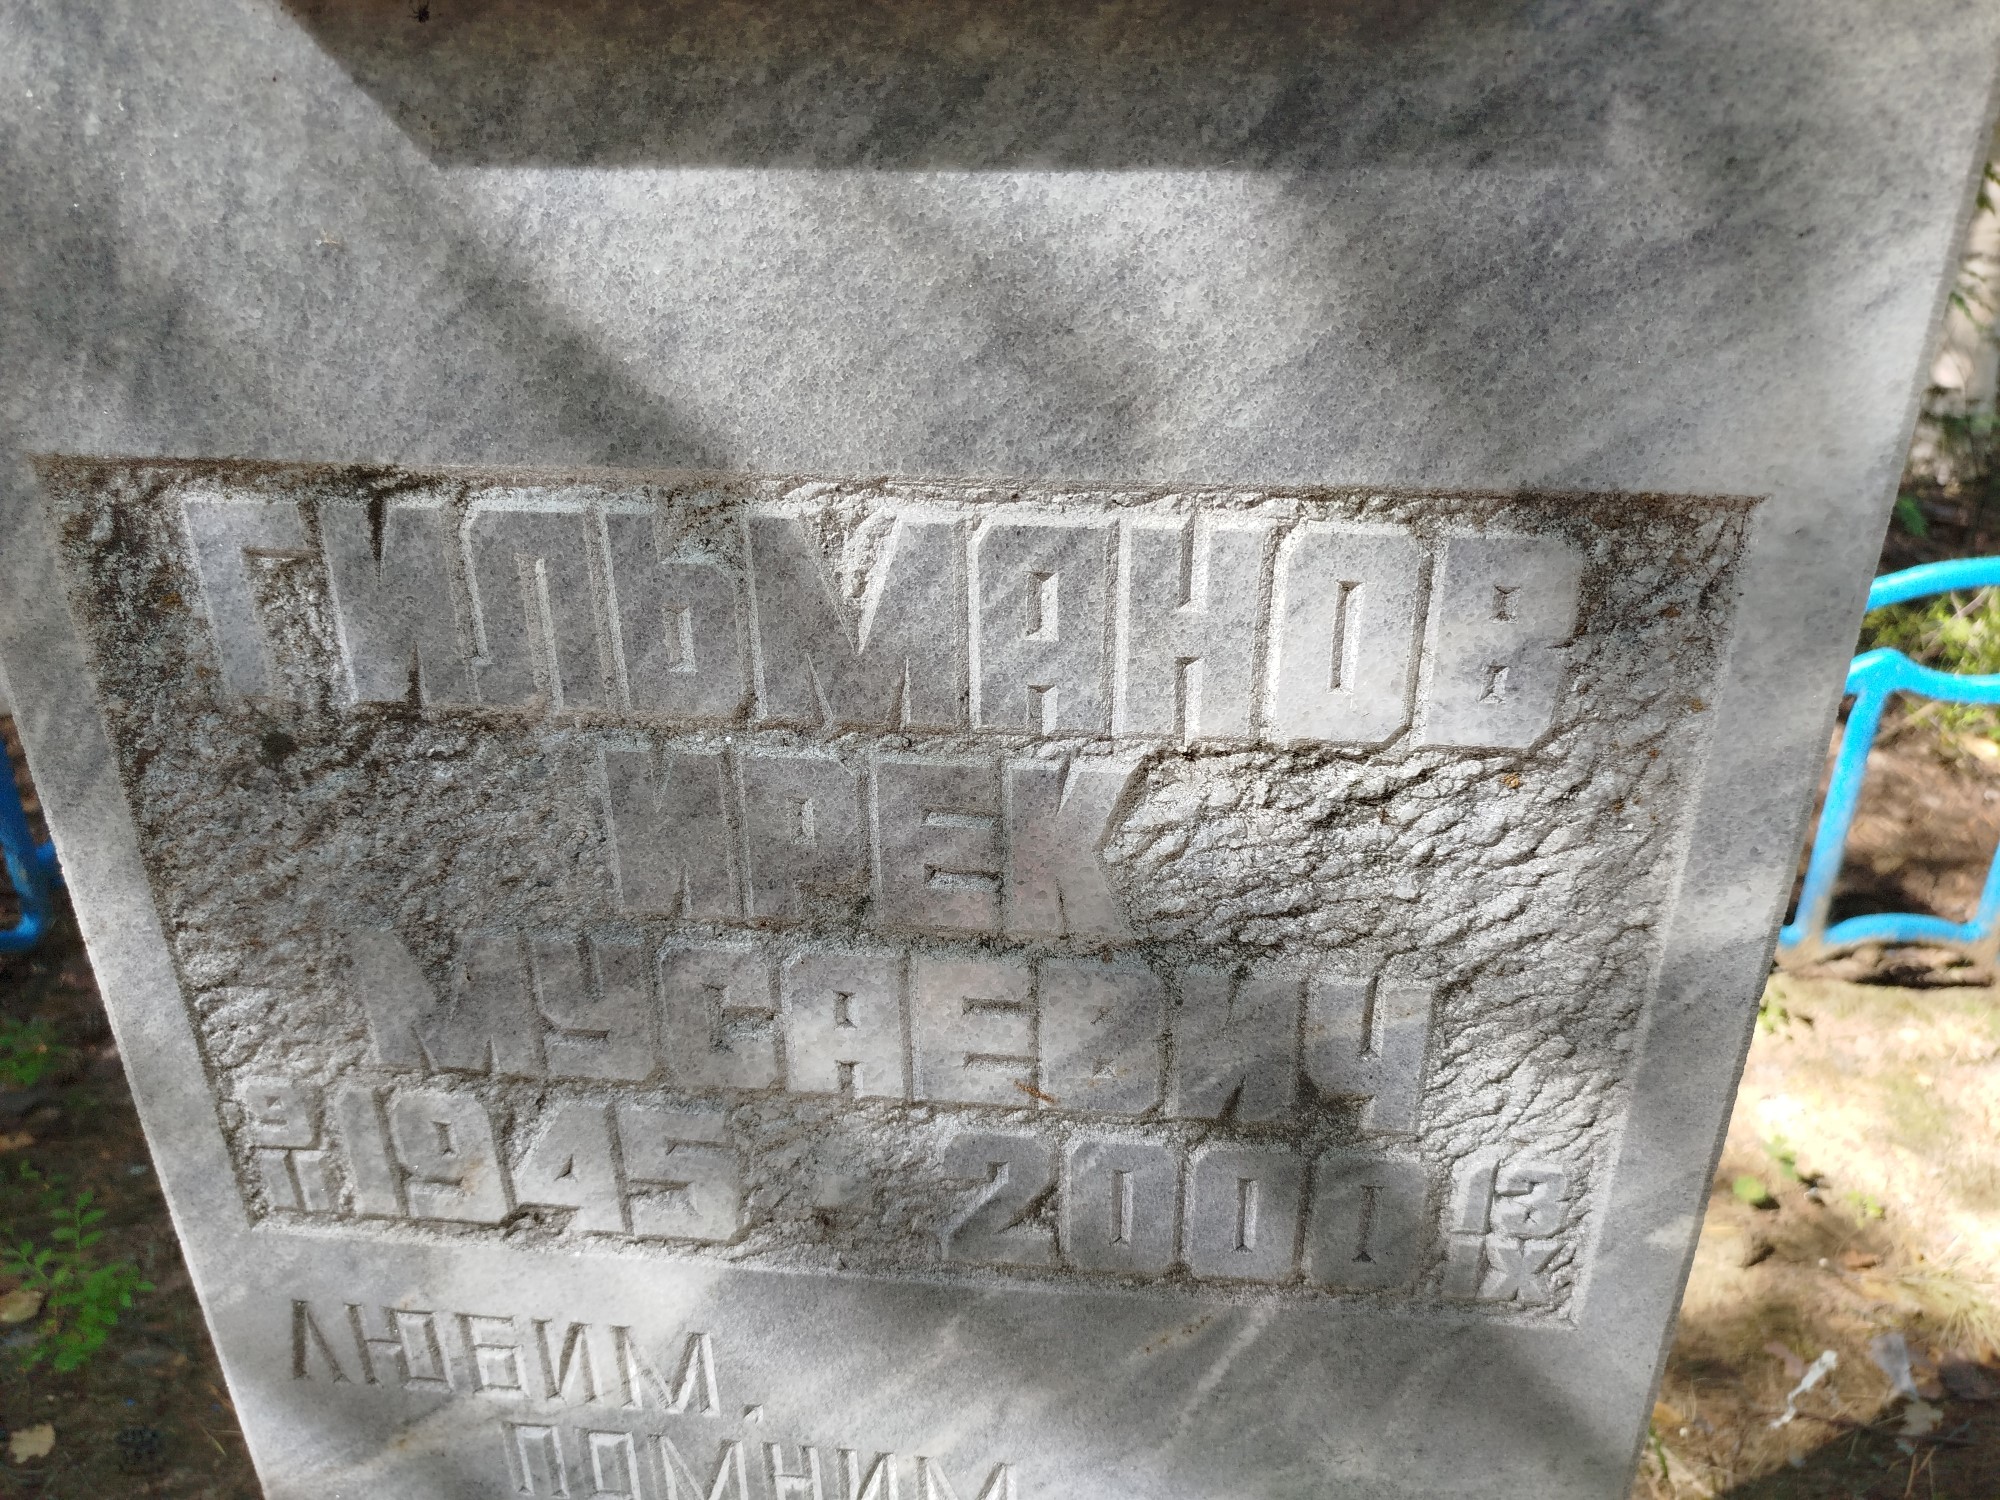 ГИЛЬМАНОВ
ИРЕК
МУСАЕВИЧ
9 II 1945 - 2000 13 IX
ЛЮБИМ,
ПОМНИМ